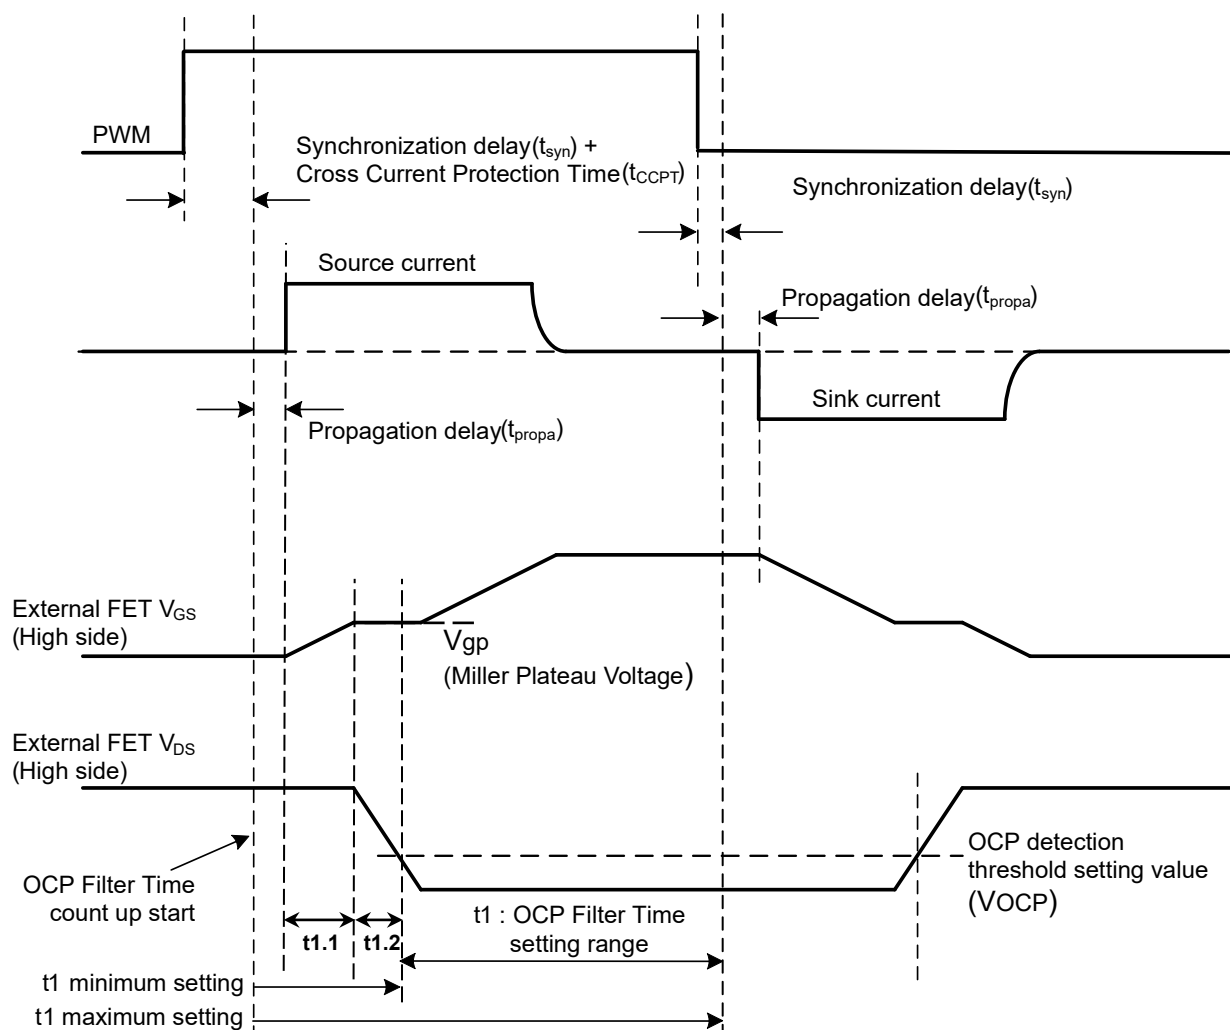 PWM
Synchronization delay(tsyn) +
Cross Current Protection Time(tCCPT)
Synchronization delay(tsyn)
Source current
Propagation delay(tpropa)
Sink current
Propagation delay(tpropa)
External FET VGS
(High side)
Vgp
(Miller Plateau Voltage)
External FET VDS
(High side)
OCP detection
threshold setting value
(VOCP)
OCP Filter Time
count up start
t1.1
t1.2
t1 : OCP Filter Time
setting range
t1 minimum setting
t1 maximum setting